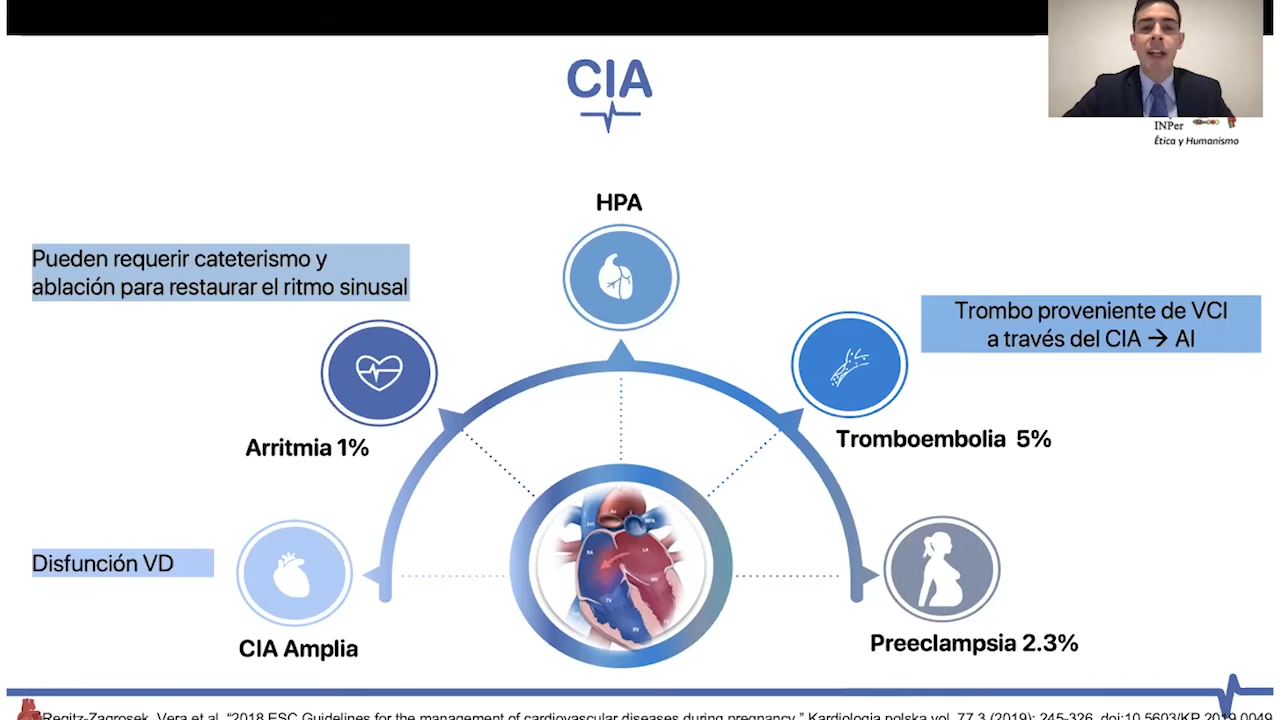 CIA
INPer
Ética y Humanismo
HPA
Pueden requerir cateterismo y
ablación para restaurar el ritmo sinusal
Trombo proveniente de VCI
a través del CIA → AI
Arritmia 1%
Tromboembolia 5%
Disfunción VD
CIA Amplia
Preeclampsia 2.3%
Regitz-Zagrosek, Vera et al. “2018 ESC Guidelines for the management of cardiovascular diseases during pregnancy.” Kardiologia polska vol. 77,3 (2019): 245-326. doi:10.5603/KP.2019.0049